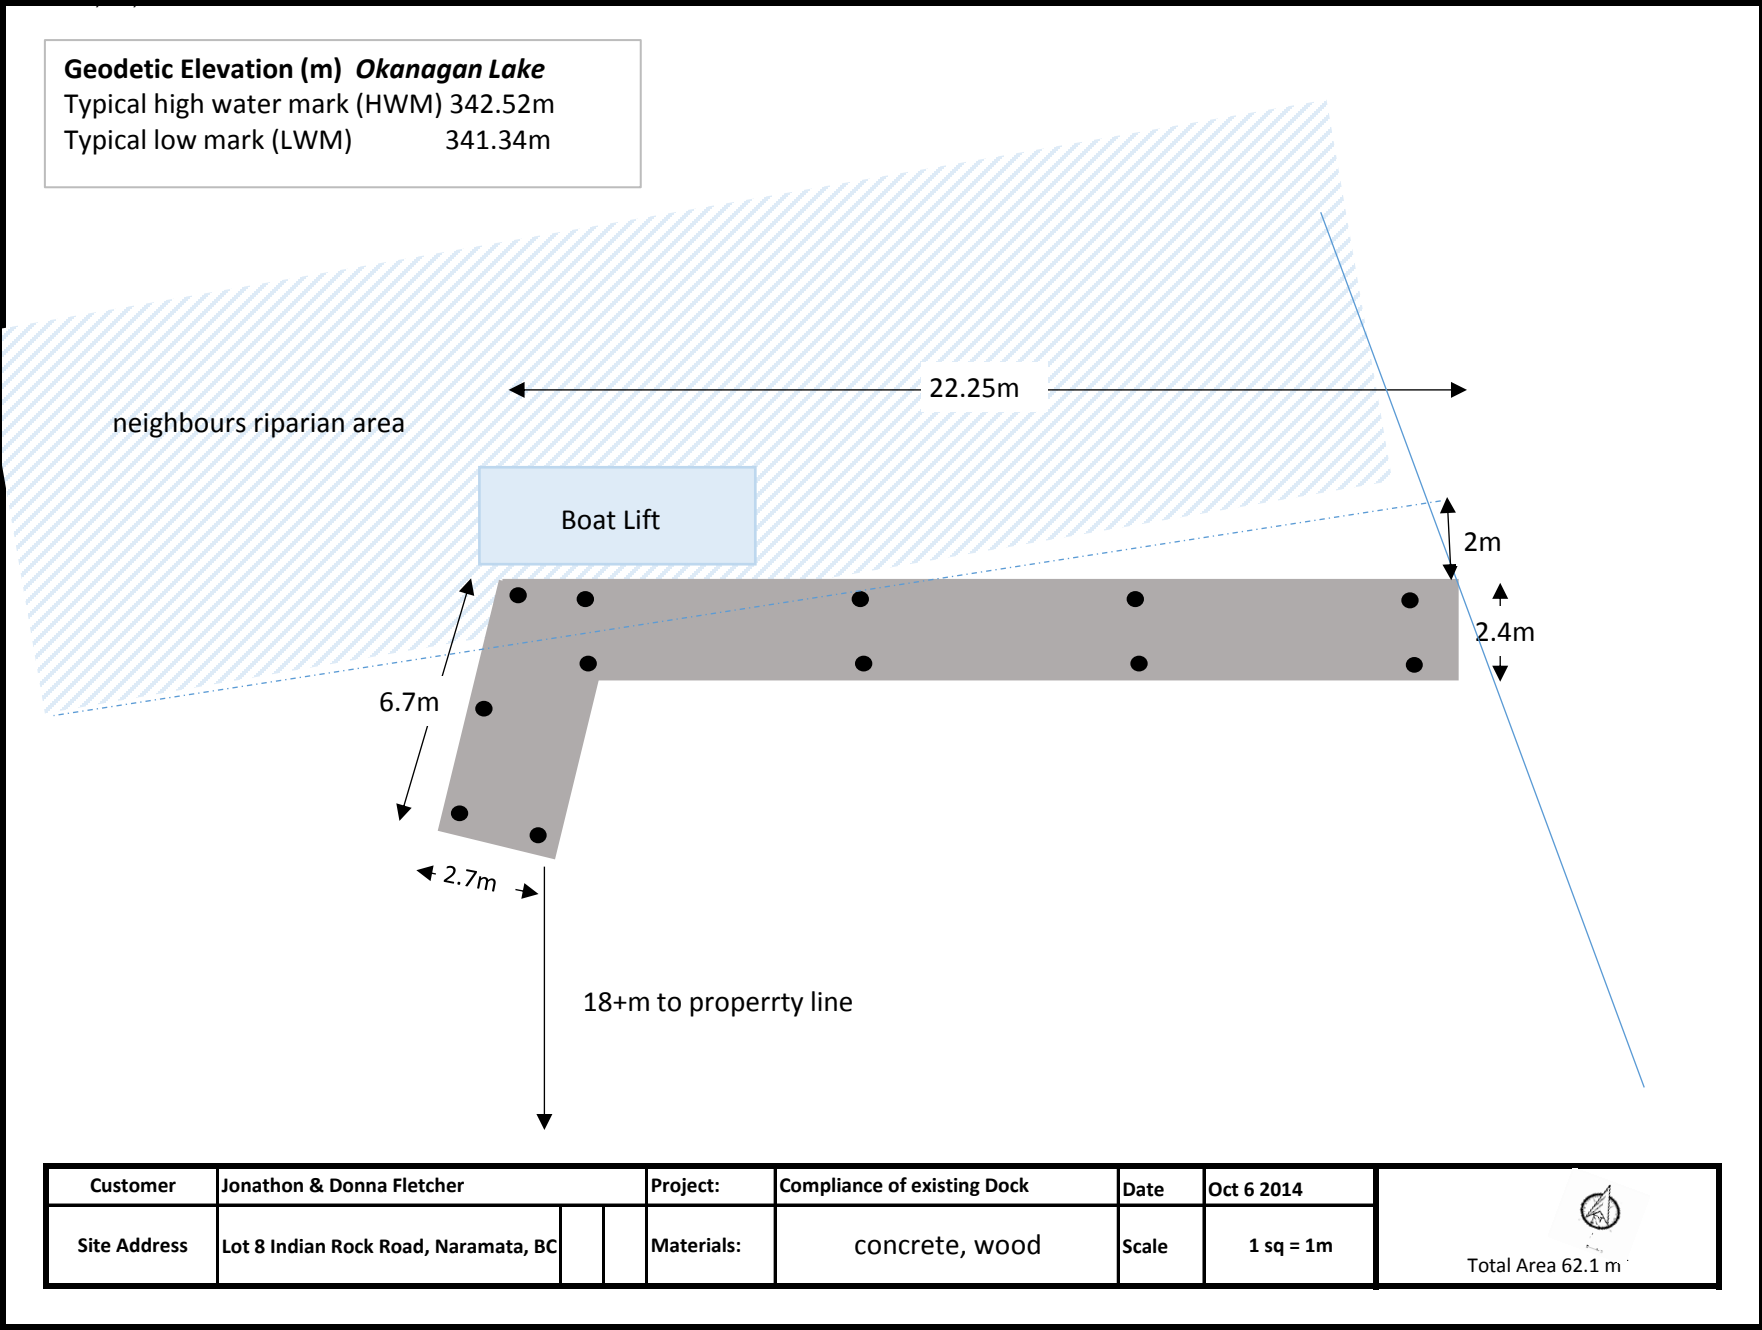 Geodetic Elevation (m) Okanagan Lake
Typical high water mark (HWM) 342.52m
Typical low mark (LWM) 341.34m
22.25m
neighbours riparian area
Boat Lift
2m
2.4m
6.7m
2.7m
18+m to properrty line
Customer Jonathon & Donna Fletcher Project: Compliance of existing Dock Date Oct 6 2014
Site Address Lot 8 Indian Rock Road, Naramata, BC Materials: concrete, wood Scale 1 sq = 1m
Total Area 62.1 m